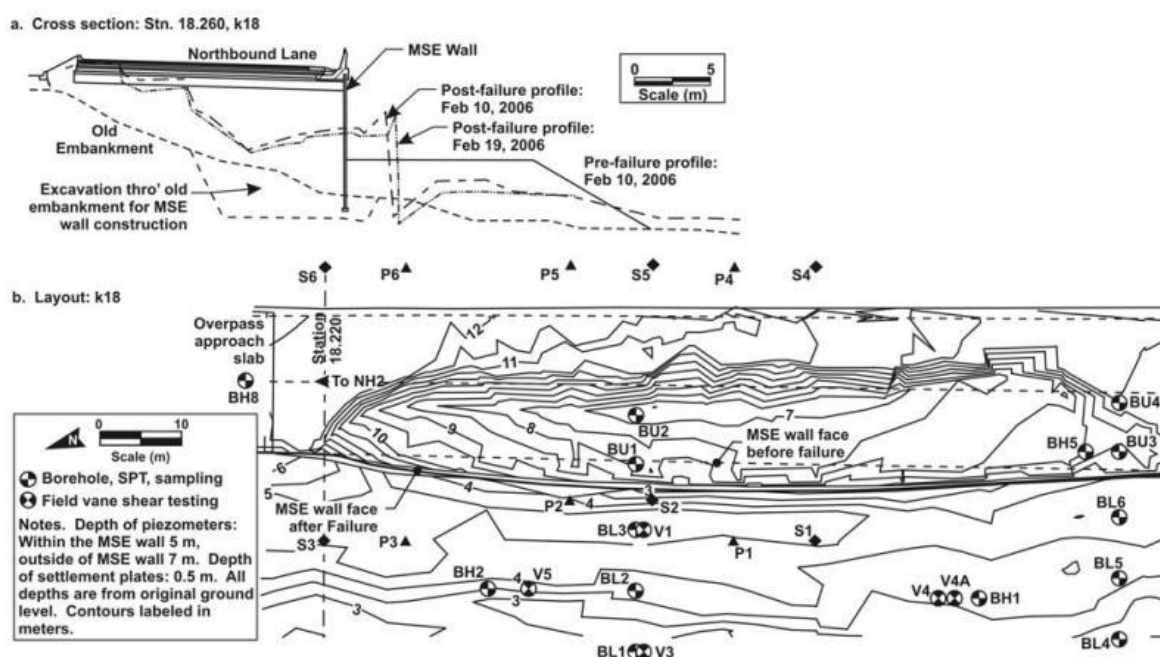 a. Cross section: Stn. 18.260, k18
Northbound Lane
MSE Wall
0 5
Scale (m)
Post-failure profile:
Feb 10, 2006
Old
Embankment
Post-failure profile:
Feb 19, 2006
Pre-failure profile:
Feb 10, 2006
Excavation thro' old
embankment for MSE
wall construction
S6 P6 P5 S5 P4 S4
b. Layout: k18
Overpass
approach
slab
Station
18.220
12
11
To NH2
BH8
BU4
10
9
8
7
BU2
BU1
MSE wall face
before failure
BH5
BU3
N
0 10
Scale (m)
Borehole, SPT, sampling
Field vane shear testing
Notes. Depth of piezometers:
Within the MSE wall 5 m,
outside of MSE wall 7 m. Depth
of settlement plates: 0.5 m. All
depths are from original ground
level. Contours labeled in
meters.
6
5
4
4
3
MSE wall face
after Failure
P2
S2
BL6
BL3 V1
S3 P3
P1
S1
BH2
4
V5
BL2
3
3
V4
V4A
BH1
BL5
BL1 V3
BL4